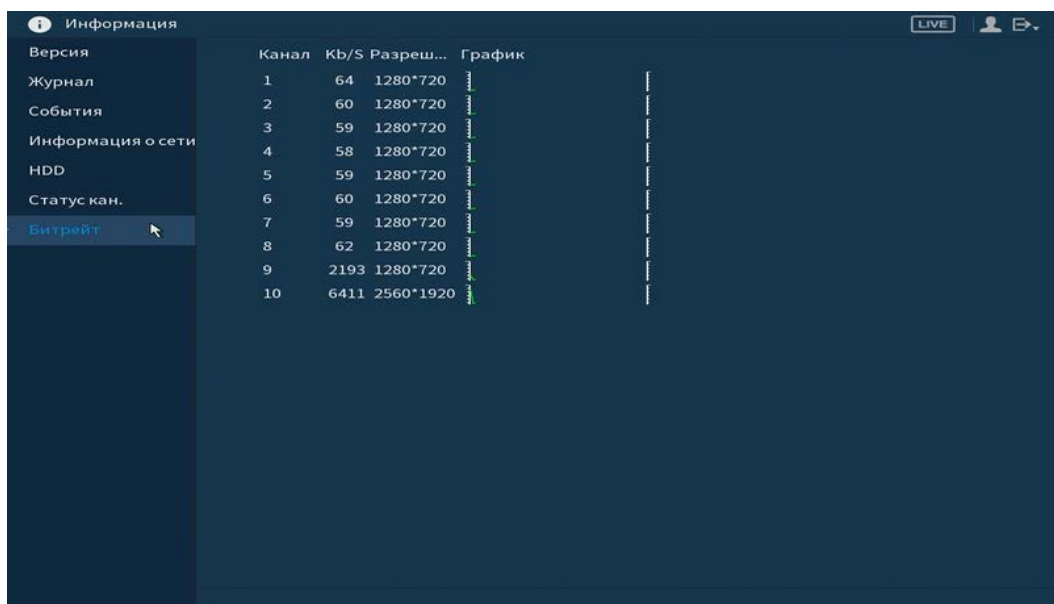 Информация
LIVE
Версия
Журнал
События
Информация о сети
HDD
Статус кан.
Битрейт
Канал Kb/S Разреш... График
1 64 1280*720
2 60 1280*720
3 59 1280*720
4 58 1280*720
5 59 1280*720
6 60 1280*720
7 59 1280*720
8 62 1280*720
9 2193 1280*720
10 6411 2560*1920